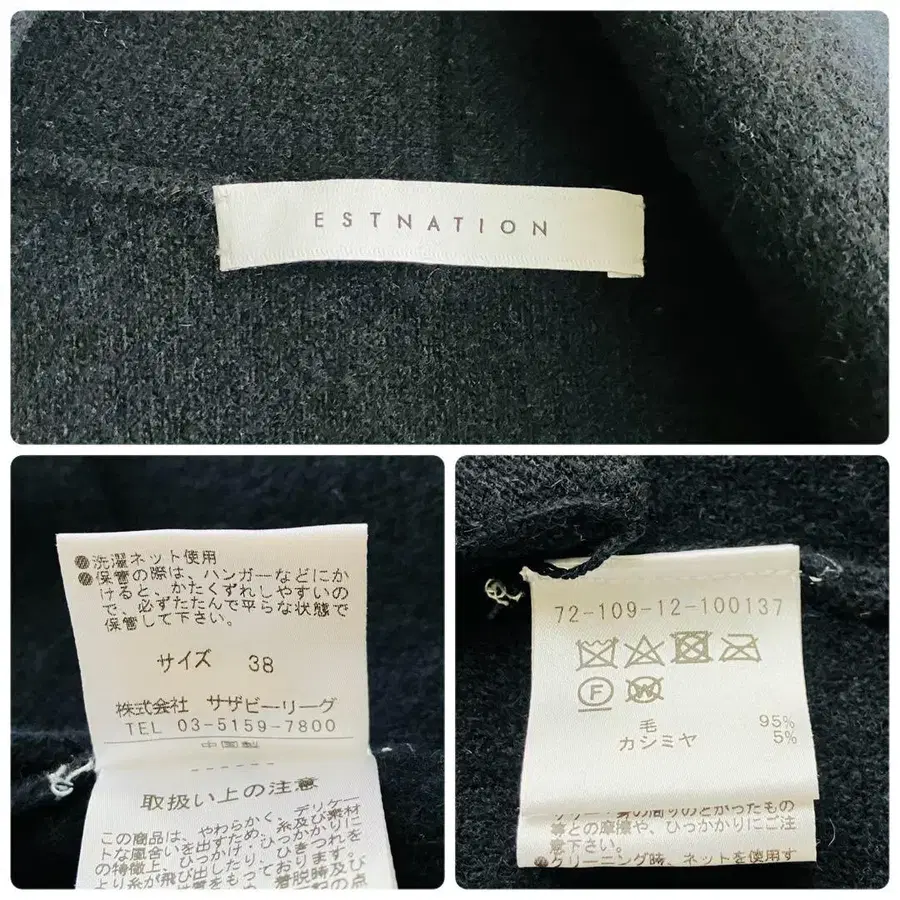 ESTNATION
●洗濯ネット使用
●保管の際は、ハンガーなどにか
けると、かたくずれしやすいの
で、必ずたたんで平らな状態で
保管して下さい。
サイズ 38
株式会社 サザビーリーグ
TEL 03-5159-7800
中国製
------
取扱い上の注意
この商品は、やわらかく、デリケー
トな風合いを出すため、糸及び素材
の特徴上、ひっかけ・ひっかかりに
より糸が飛び出したり、ひきつれを
72-109-12-100137
F
W
毛 95%
カシミヤ 5%
等との摩擦や、ひっかかりにご注
意下さい。
●クリーニング時、ネットを使用す